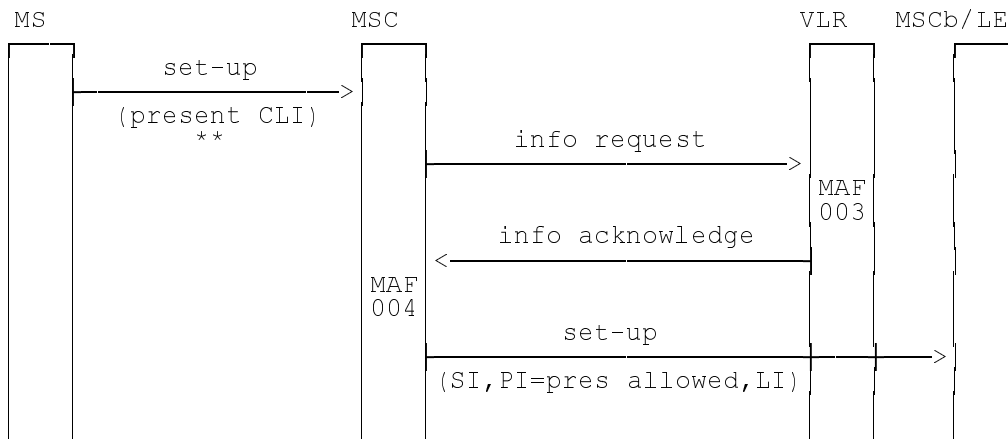 MS MSC VLR MSCb/LE
set-up
(present CLI)
**
info request
MAF
003
info acknowledge
MAF
004
set-up
(SI,PI=pres allowed,LI)